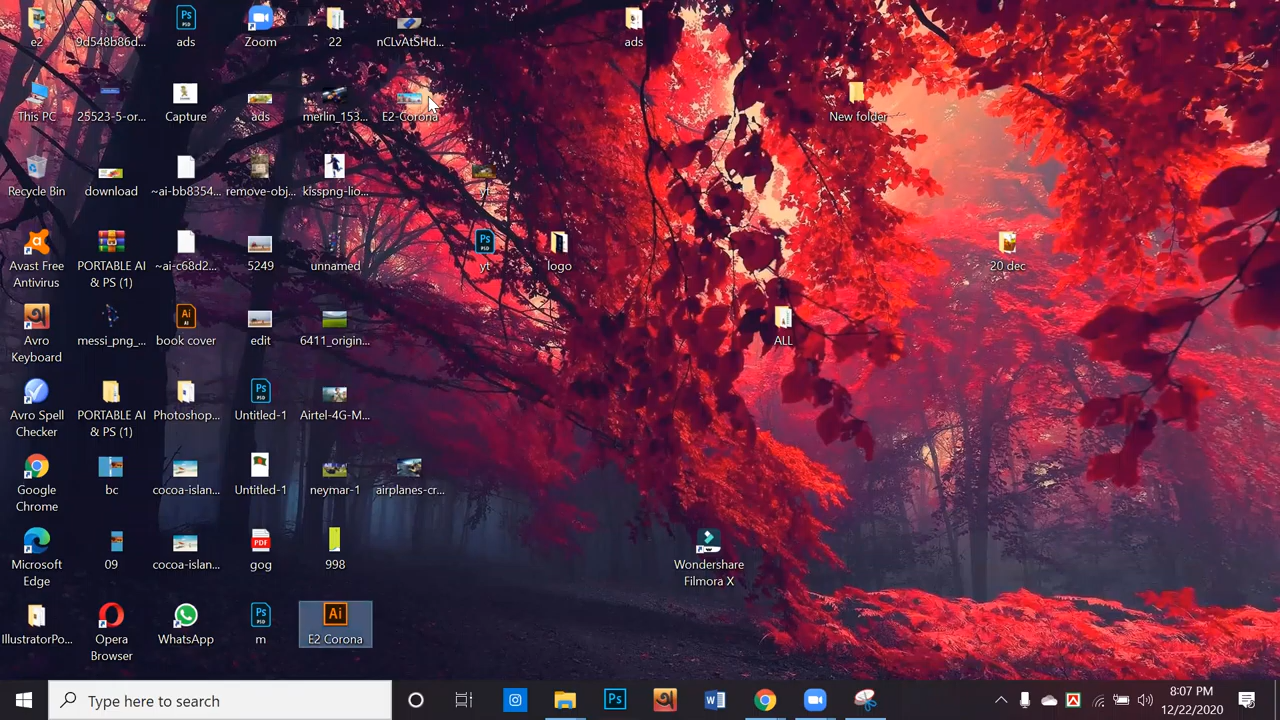 e2
9d548b86d...
ads
Zoom
22
nCLvAtSHd...
ads
This PC
25523-5-or...
Capture
ads
merlin_153...
E2-Corona
New folder
Recycle Bin
download
~ai-bb8354...
remove-obj...
kisspng-lio...
yt
Avast Free
Antivirus
PORTABLE AI
& PS (1)
~ai-c68d2...
5249
unnamed
yt
logo
20 dec
Avro
Keyboard
messi_png_...
book cover
edit
6411_origin...
ALL
Avro Spell
Checker
PORTABLE AI
& PS (1)
Photoshop...
Untitled-1
Airtel-4G-M...
Google
Chrome
bc
cocoa-islan...
Untitled-1
neymar-1
airplanes-cr...
Microsoft
Edge
09
cocoa-islan...
gog
998
Wondershare
Filmora X
IllustratorPo...
Opera
Browser
WhatsApp
m
E2 Corona
Type here to search
8:07 PM
12/22/2020